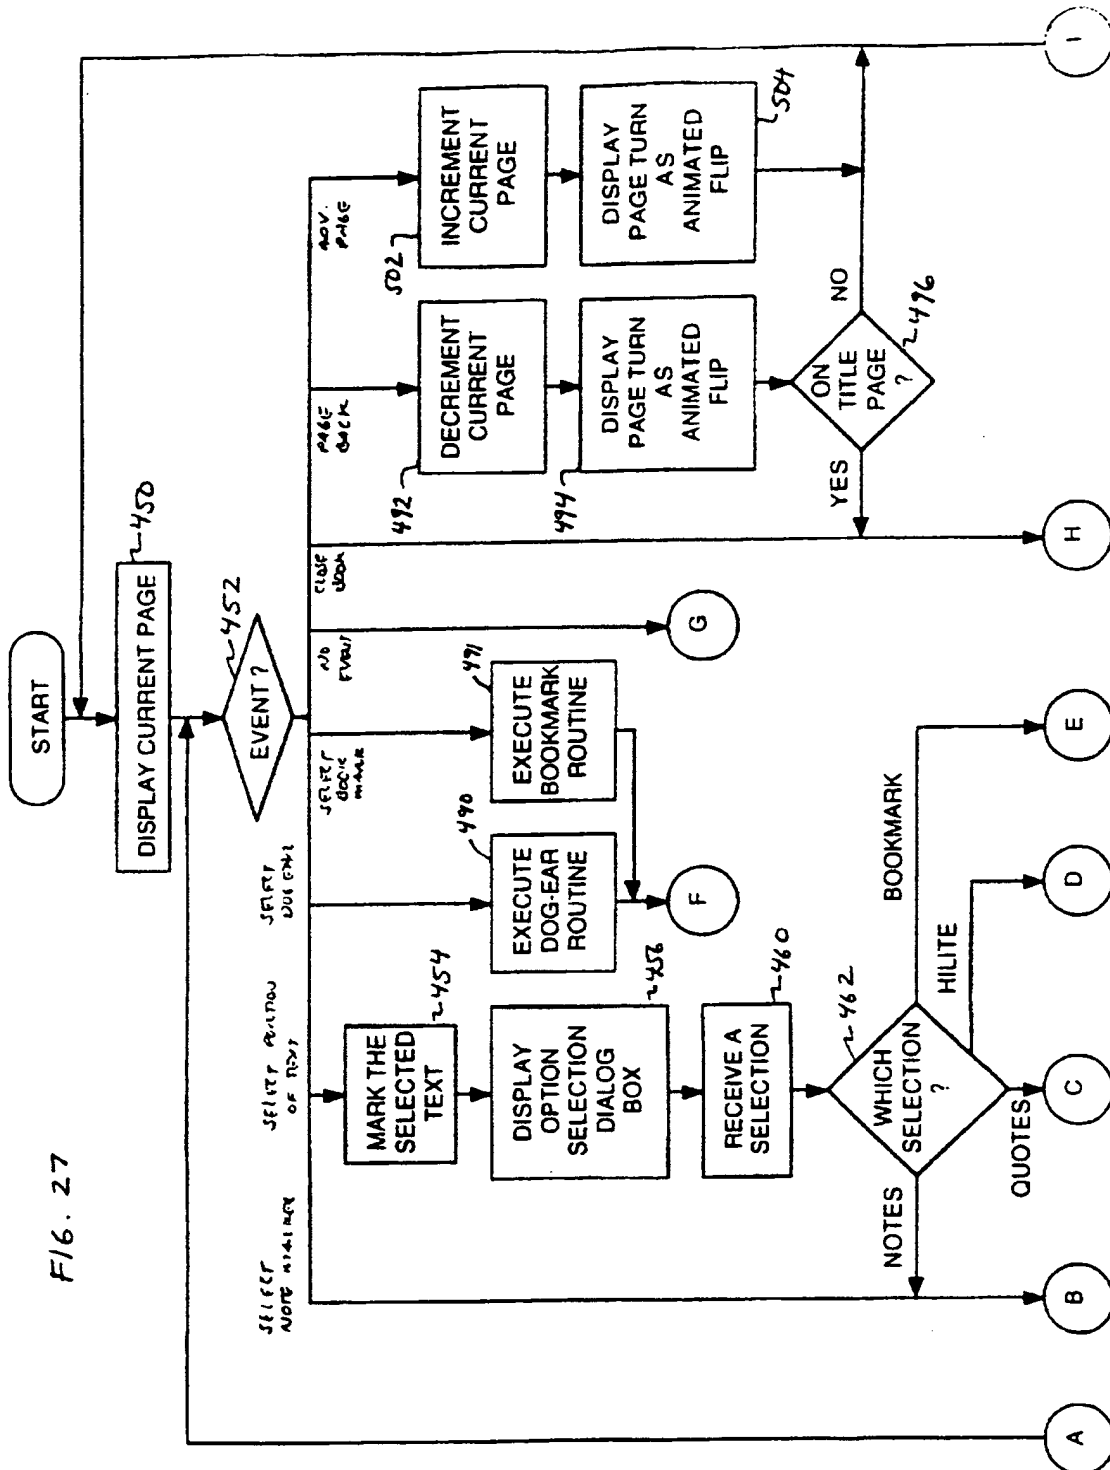 FIG. 27
START
DISPLAY CURRENT PAGE
450
EVENT ?
452
SELECT
NOTE MARKER
SELECT PORTION
OF TEXT
SELECT
DOG EAR
SELECT
BOOK
MARK
NO
EVENT
CLOSE
BOOK
PAGE
BACK
ADV.
PAGE
MARK THE
SELECTED
TEXT
454
DISPLAY
OPTION
SELECTION
DIALOG
BOX
456
RECEIVE A
SELECTION
460
WHICH
SELECTION
?
462
NOTES
QUOTES
HILITE
BOOKMARK
EXECUTE
DOG-EAR
ROUTINE
490
EXECUTE
BOOKMARK
ROUTINE
491
DECREMENT
CURRENT
PAGE
492
DISPLAY
PAGE TURN
AS
ANIMATED
FLIP
494
ON
TITLE
PAGE
?
496
YES
NO
INCREMENT
CURRENT
PAGE
502
DISPLAY
PAGE TURN
AS
ANIMATED
FLIP
504
F
G
A
B
C
D
E
H
I